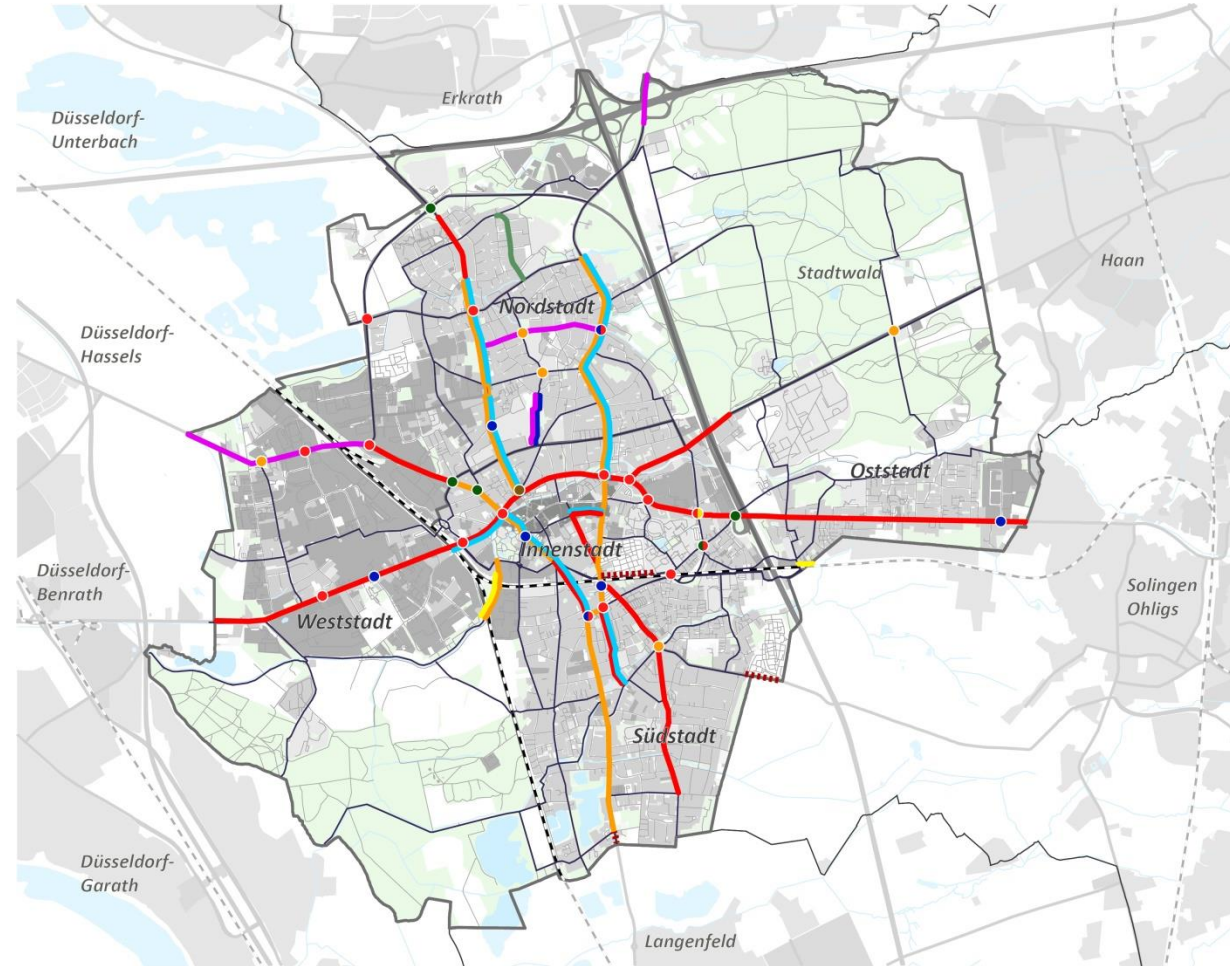 Erkrath
Düsseldorf-
Unterbach
Haan
Stadtwald
Nordstadt
Düsseldorf-
Hassels
Oststadt
Innenstadt
Düsseldorf-
Benrath
Solingen
Ohligs
Weststadt
Südstadt
Düsseldorf-
Garath
Langenfeld